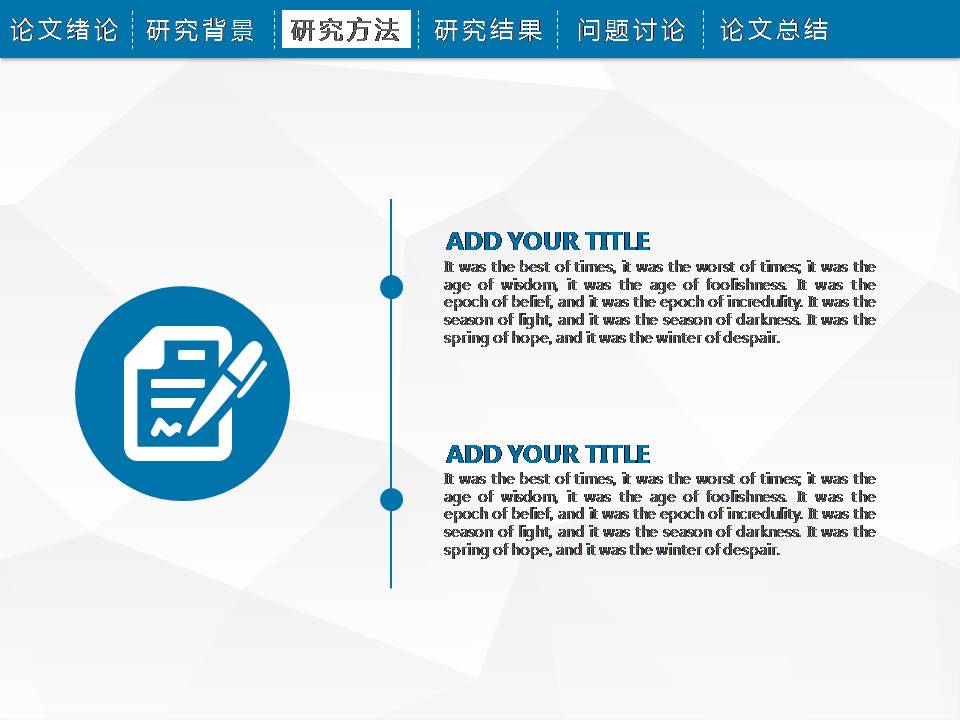 论文绪论 研究背景 研究方法 研究结果 问题讨论 论文总结
ADD YOUR TITLE
It was the best of times, it was the worst of times; it was the
age of wisdom, it was the age of foolishness. It was the
epoch of belief, and it was the epoch of incredulity. It was the
season of light, and it was the season of darkness. It was the
spring of hope, and it was the winter of despair.
ADD YOUR TITLE
It was the best of times, it was the worst of times; it was the
age of wisdom, it was the age of foolishness. It was the
epoch of belief, and it was the epoch of incredulity. It was the
season of light, and it was the season of darkness. It was the
spring of hope, and it was the winter of despair.